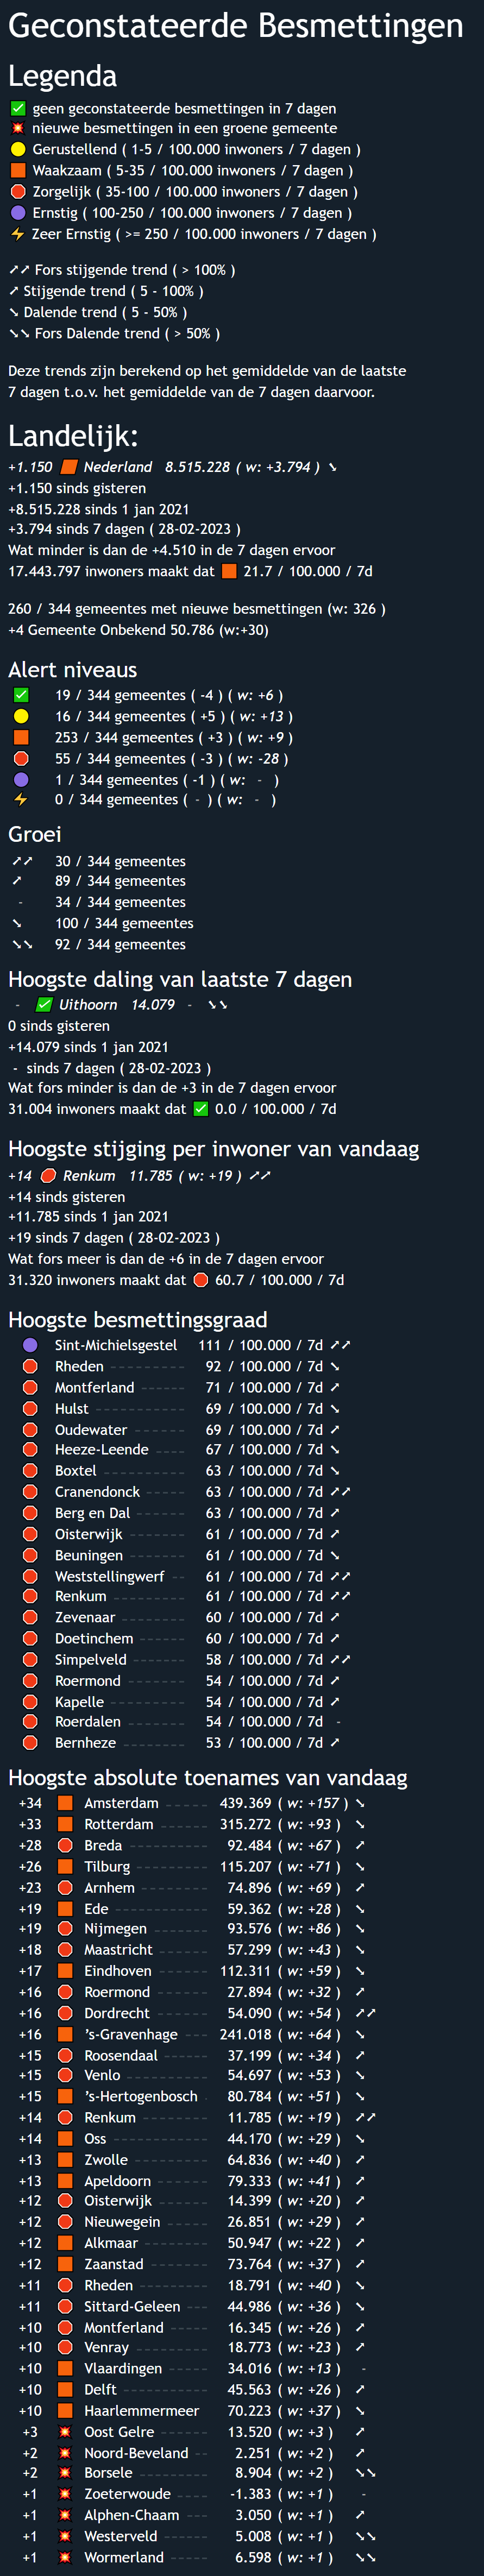 Geconstateerde Besmettingen
Legenda
geen geconstateerde besmettingen in 7 dagen
nieuwe besmettingen in een groene gemeente
Gerustellend ( 1-5 / 100.000 inwoners / 7 dagen )
Waakzaam ( 5-35 / 100.000 inwoners / 7 dagen )
Zorgelijk ( 35-100 / 100.000 inwoners / 7 dagen )
Ernstig ( 100-250 / 100.000 inwoners / 7 dagen )
Zeer Ernstig ( >= 250 / 100.000 inwoners / 7 dagen )
➚➚ Fors stijgende trend ( > 100% )
➚ Stijgende trend ( 5 - 100% )
➘ Dalende trend ( 5 - 50% )
➘➘ Fors Dalende trend ( > 50% )
Deze trends zijn berekend op het gemiddelde van de laatste
7 dagen t.o.v. het gemiddelde van de 7 dagen daarvoor.
Landelijk:
+1.150 Nederland 8.515.228 ( w: +3.794 ) ➘
+1.150 sinds gisteren
+8.515.228 sinds 1 jan 2021
+3.794 sinds 7 dagen ( 28-02-2023 )
Wat minder is dan de +4.510 in de 7 dagen ervoor
17.443.797 inwoners maakt dat 21.7 / 100.000 / 7d
260 / 344 gemeentes met nieuwe besmettingen (w: 326 )
+4 Gemeente Onbekend 50.786 (w:+30)
Alert niveaus
19 / 344 gemeentes ( -4 ) ( w: +6 )
16 / 344 gemeentes ( +5 ) ( w: +13 )
253 / 344 gemeentes ( +3 ) ( w: +9 )
55 / 344 gemeentes ( -3 ) ( w: -28 )
1 / 344 gemeentes ( -1 ) ( w: - )
0 / 344 gemeentes ( - ) ( w: - )
Groei
➚➚ 30 / 344 gemeentes
➚ 89 / 344 gemeentes
- 34 / 344 gemeentes
➘ 100 / 344 gemeentes
➘➘ 92 / 344 gemeentes
Hoogste daling van laatste 7 dagen
- Uithoorn 14.079 - ➘➘
0 sinds gisteren
+14.079 sinds 1 jan 2021
- sinds 7 dagen ( 28-02-2023 )
Wat fors minder is dan de +3 in de 7 dagen ervoor
31.004 inwoners maakt dat 0.0 / 100.000 / 7d
Hoogste stijging per inwoner van vandaag
+14 Renkum 11.785 ( w: +19 ) ➚➚
+14 sinds gisteren
+11.785 sinds 1 jan 2021
+19 sinds 7 dagen ( 28-02-2023 )
Wat fors meer is dan de +6 in de 7 dagen ervoor
31.320 inwoners maakt dat 60.7 / 100.000 / 7d
Hoogste besmettingsgraad
Sint-Michielsgestel 111 / 100.000 / 7d ➚➚
Rheden 92 / 100.000 / 7d ➘
Montferland 71 / 100.000 / 7d ➚
Hulst 69 / 100.000 / 7d ➘
Oudewater 69 / 100.000 / 7d ➚
Heeze-Leende 67 / 100.000 / 7d ➘
Boxtel 63 / 100.000 / 7d ➘
Cranendonck 63 / 100.000 / 7d ➚➚
Berg en Dal 63 / 100.000 / 7d ➚
Oisterwijk 61 / 100.000 / 7d ➚
Beuningen 61 / 100.000 / 7d ➘
Weststellingwerf 61 / 100.000 / 7d ➚➚
Renkum 61 / 100.000 / 7d ➚➚
Zevenaar 60 / 100.000 / 7d ➚
Doetinchem 60 / 100.000 / 7d ➚
Simpelveld 58 / 100.000 / 7d ➚➚
Roermond 54 / 100.000 / 7d ➚
Kapelle 54 / 100.000 / 7d ➚
Roerdalen 54 / 100.000 / 7d -
Bernheze 53 / 100.000 / 7d ➚
Hoogste absolute toenames van vandaag
+34 Amsterdam 439.369 ( w: +157 ) ➘
+33 Rotterdam 315.272 ( w: +93 ) ➘
+28 Breda 92.484 ( w: +67 ) ➚
+26 Tilburg 115.207 ( w: +71 ) ➘
+23 Arnhem 74.896 ( w: +69 ) ➚
+19 Ede 59.362 ( w: +28 ) ➘
+19 Nijmegen 93.576 ( w: +86 ) ➘
+18 Maastricht 57.299 ( w: +43 ) ➘
+17 Eindhoven 112.311 ( w: +59 ) ➘
+16 Roermond 27.894 ( w: +32 ) ➚
+16 Dordrecht 54.090 ( w: +54 ) ➚➚
+16 's-Gravenhage 241.018 ( w: +64 ) ➘
+15 Roosendaal 37.199 ( w: +34 ) ➚
+15 Venlo 54.697 ( w: +53 ) ➘
+15 's-Hertogenbosch 80.784 ( w: +51 ) ➘
+14 Renkum 11.785 ( w: +19 ) ➚➚
+14 Oss 44.170 ( w: +29 ) ➘
+13 Zwolle 64.836 ( w: +40 ) ➚
+13 Apeldoorn 79.333 ( w: +41 ) ➚
+12 Oisterwijk 14.399 ( w: +20 ) ➚
+12 Nieuwegein 26.851 ( w: +29 ) ➚
+12 Alkmaar 50.947 ( w: +22 ) ➚
+12 Zaanstad 73.764 ( w: +37 ) ➚
+11 Rheden 18.791 ( w: +40 ) ➘
+11 Sittard-Geleen 44.986 ( w: +36 ) ➘
+10 Montferland 16.345 ( w: +26 ) ➚
+10 Venray 18.773 ( w: +23 ) ➚
+10 Vlaardingen 34.016 ( w: +13 ) -
+10 Delft 45.563 ( w: +26 ) ➚
+10 Haarlemmermeer 70.223 ( w: +37 ) ➘
+3 Oost Gelre 13.520 ( w: +3 ) ➚
+2 Noord-Beveland 2.251 ( w: +2 ) ➚
+2 Borsele 8.904 ( w: +2 ) ➘➘
+1 Zoeterwoude -1.383 ( w: +1 ) -
+1 Alphen-Chaam 3.050 ( w: +1 ) ➚
+1 Westerveld 5.008 ( w: +1 ) ➘➘
+1 Wormerland 6.598 ( w: +1 ) ➘➘